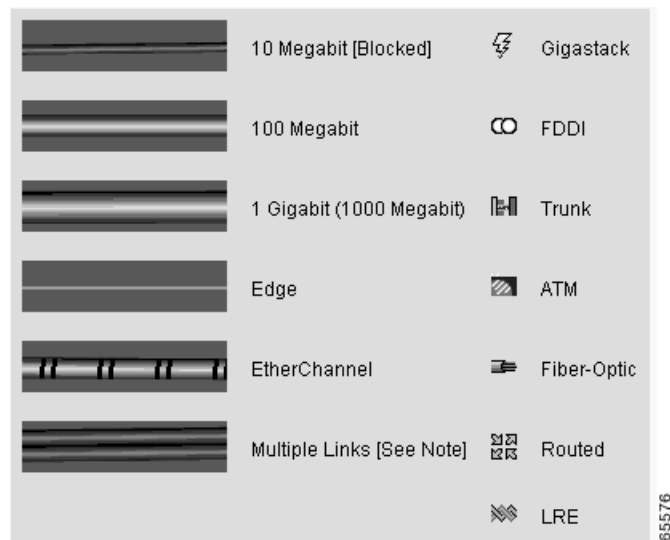 10 Megabit [Blocked]
Gigastack
100 Megabit
FDDI
1 Gigabit (1000 Megabit)
Trunk
Edge
ATM
EtherChannel
Fiber-Optic
Multiple Links [See Note]
Routed
LRE
65576